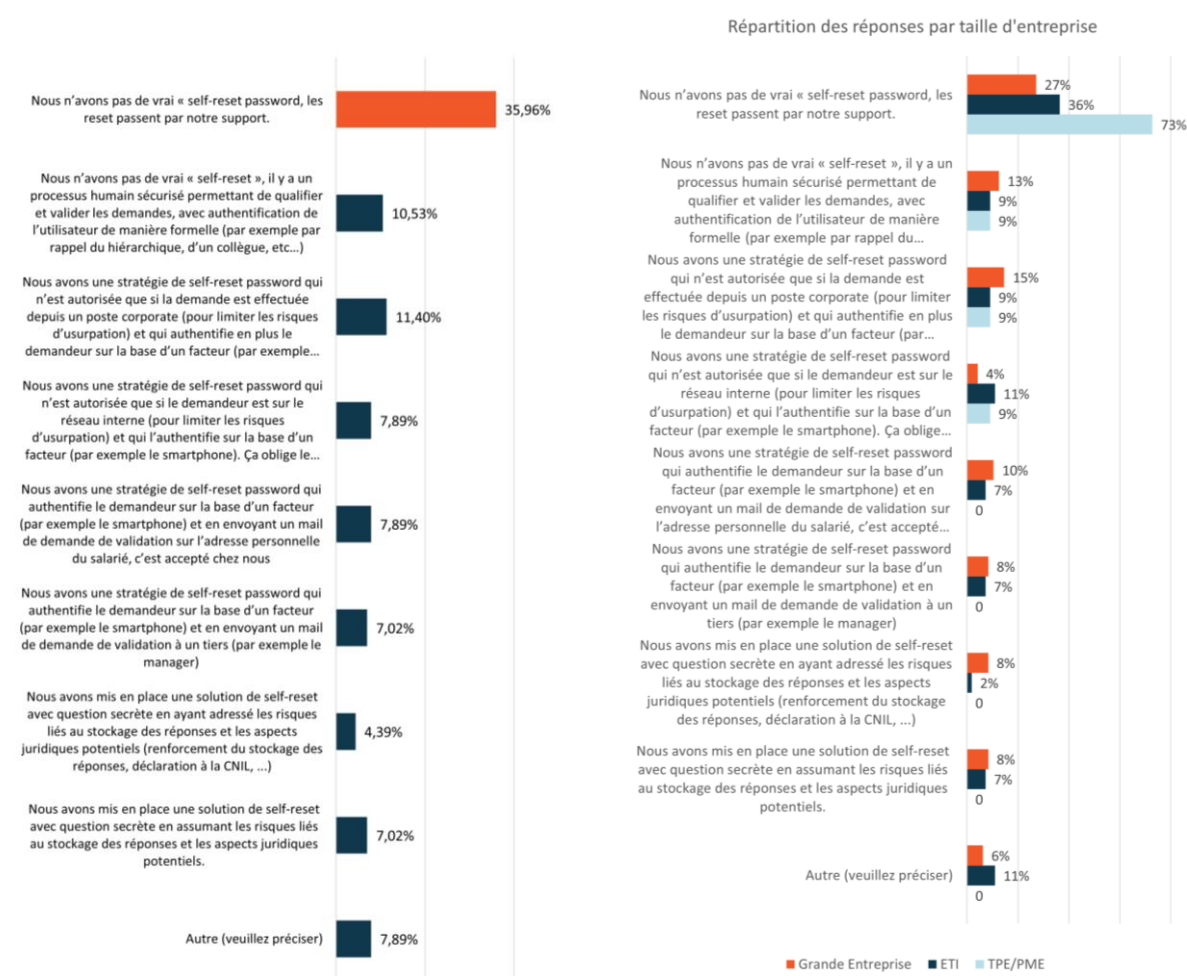 Répartition des réponses par taille d'entreprise
Nous n’avons pas de vrai « self-reset password, les
reset passent par notre support.
35,96%
Nous n’avons pas de vrai « self-reset », il y a un
processus humain sécurisé permettant de qualifier
et valider les demandes, avec authentification de
l’utilisateur de manière formelle (par exemple par
rappel du hiérarchique, d’un collègue, etc…)
10,53%
Nous avons une stratégie de self-reset password qui
n’est autorisée que si la demande est effectuée
depuis un poste corporate (pour limiter les risques
d’usurpation) et qui authentifie en plus le
demandeur sur la base d’un facteur (par exemple…
11,40%
Nous avons une stratégie de self-reset password qui
n’est autorisée que si le demandeur est sur le
réseau interne (pour limiter les risques
d’usurpation) et qui l’authentifie sur la base d’un
facteur (par exemple le smartphone). Ça oblige le…
7,89%
Nous avons une stratégie de self-reset password qui
authentifie le demandeur sur la base d’un facteur
(par exemple le smartphone) et en envoyant un mail
de demande de validation sur l’adresse personnelle
du salarié, c’est accepté chez nous
7,89%
Nous avons une stratégie de self-reset password qui
authentifie le demandeur sur la base d’un facteur
(par exemple le smartphone) et en envoyant un mail
de demande de validation à un tiers (par exemple le
manager)
7,02%
Nous avons mis en place une solution de self-reset
avec question secrète en ayant adressé les risques
liés au stockage des réponses et les aspects
juridiques potentiels (renforcement du stockage des
réponses, déclaration à la CNIL, ...)
4,39%
Nous avons mis en place une solution de self-reset
avec question secrète en assumant les risques liés
au stockage des réponses et les aspects juridiques
potentiels.
7,02%
Autre (veuillez préciser)
7,89%
Nous n’avons pas de vrai « self-reset password, les
reset passent par notre support.
27%
36%
73%
Nous n’avons pas de vrai « self-reset », il y a un
processus humain sécurisé permettant de
qualifier et valider les demandes, avec
authentification de l’utilisateur de manière
formelle (par exemple par rappel du…
13%
9%
9%
Nous avons une stratégie de self-reset password
qui n’est autorisée que si la demande est
effectuée depuis un poste corporate (pour limiter
les risques d’usurpation) et qui authentifie en plus
le demandeur sur la base d’un facteur (par…
15%
9%
9%
Nous avons une stratégie de self-reset password
qui n’est autorisée que si le demandeur est sur le
réseau interne (pour limiter les risques
d’usurpation) et qui l’authentifie sur la base d’un
facteur (par exemple le smartphone). Ça oblige…
4%
11%
9%
Nous avons une stratégie de self-reset password
qui authentifie le demandeur sur la base d’un
facteur (par exemple le smartphone) et en
envoyant un mail de demande de validation sur
l’adresse personnelle du salarié, c’est accepté…
10%
7%
0
Nous avons une stratégie de self-reset password
qui authentifie le demandeur sur la base d’un
facteur (par exemple le smartphone) et en
envoyant un mail de demande de validation à un
tiers (par exemple le manager)
8%
7%
0
Nous avons mis en place une solution de self-reset
avec question secrète en ayant adressé les risques
liés au stockage des réponses et les aspects
juridiques potentiels (renforcement du stockage
des réponses, déclaration à la CNIL, ...)
8%
2%
0
Nous avons mis en place une solution de self-reset
avec question secrète en assumant les risques liés
au stockage des réponses et les aspects juridiques
potentiels.
8%
7%
0
Autre (veuillez préciser)
6%
11%
0
Grande Entreprise ETI TPE/PME